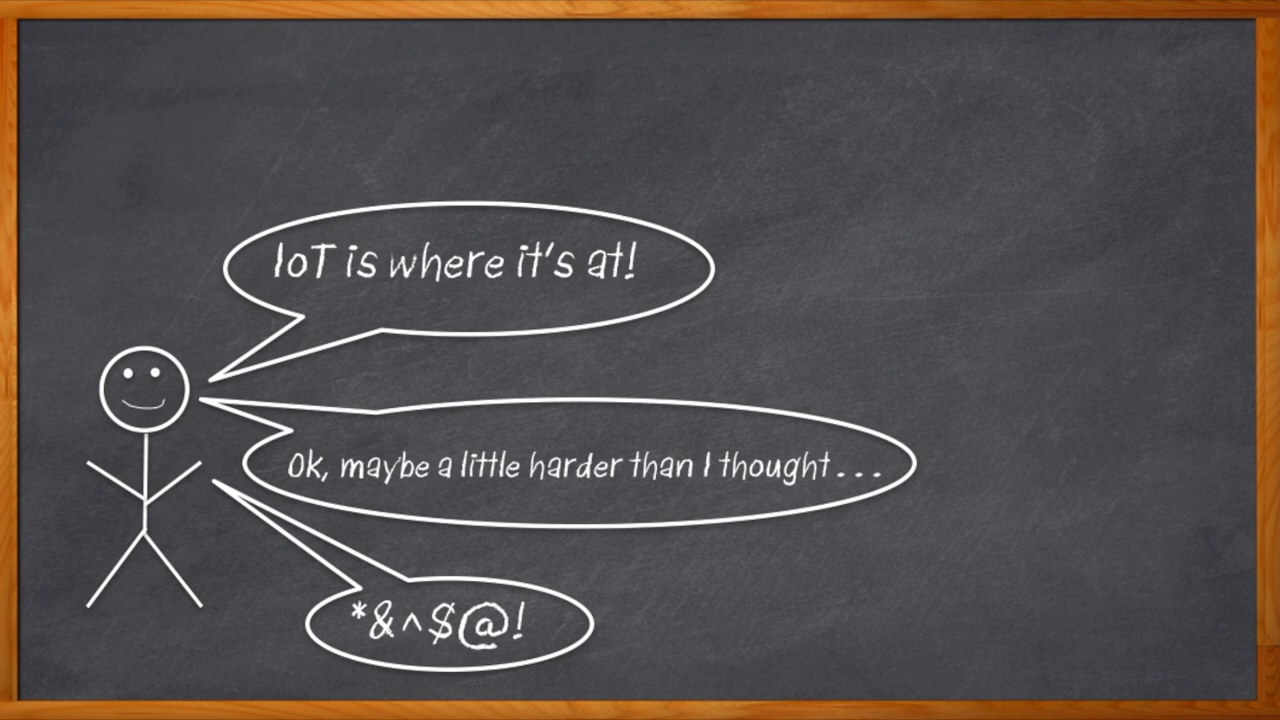 IoT is where it's at!
Ok, maybe a little harder than I thought . . .
*&^$@!